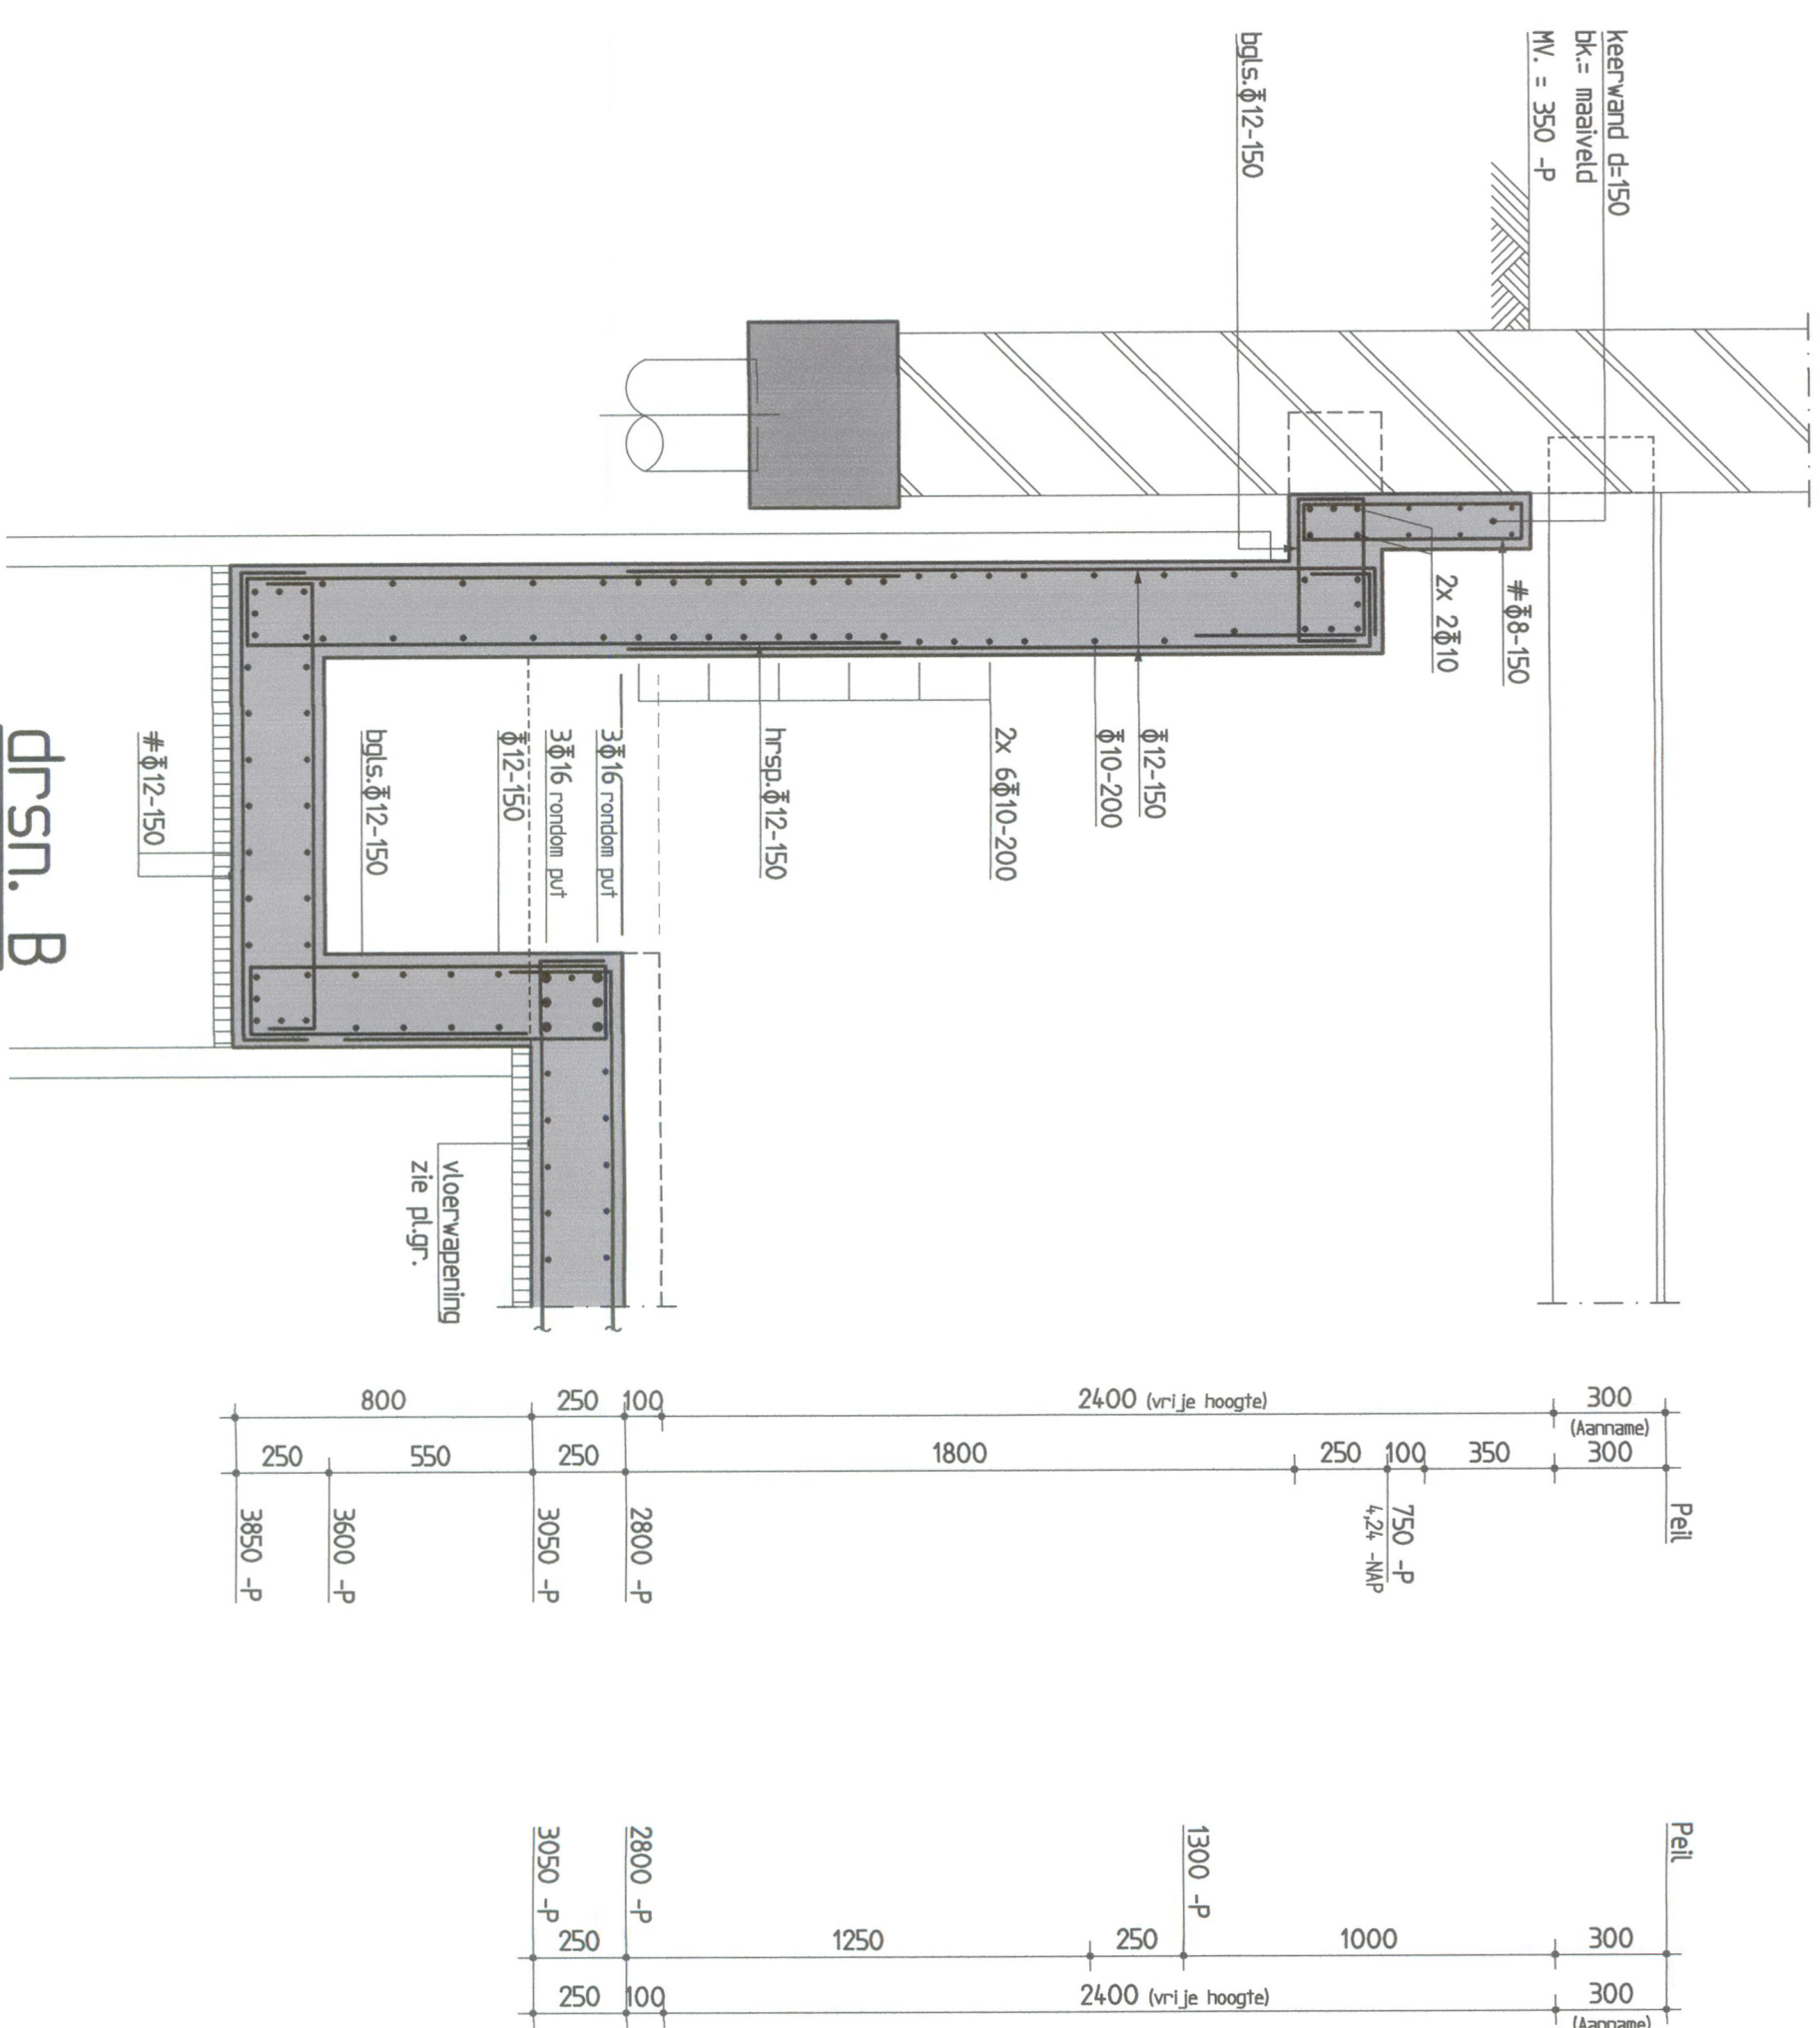 keerwand d=150
bk.= maaiveld
MV. = 350 -P
bgls.⌀12-150
#⌀8-150
2x 2⌀10
⌀12-150
⌀10-200
2x 6⌀10-200
hrsp.⌀12-150
3⌀16 rondom put
3⌀16 rondom put
⌀12-150
bgls.⌀12-150
#⌀12-150
vloerwapening
zie pl.gr.
drsn. B
800
250
100
2400 (vrije hoogte)
300
(Aanname)
250
550
250
1800
250
100
350
300
Peil
750 -P
4,24 -NAP
2800 -P
3050 -P
3600 -P
3850 -P
Peil
1300 -P
2800 -P
3050 -P
250
1250
250
1000
300
250
100
2400 (vrije hoogte)
300
(Aanname)